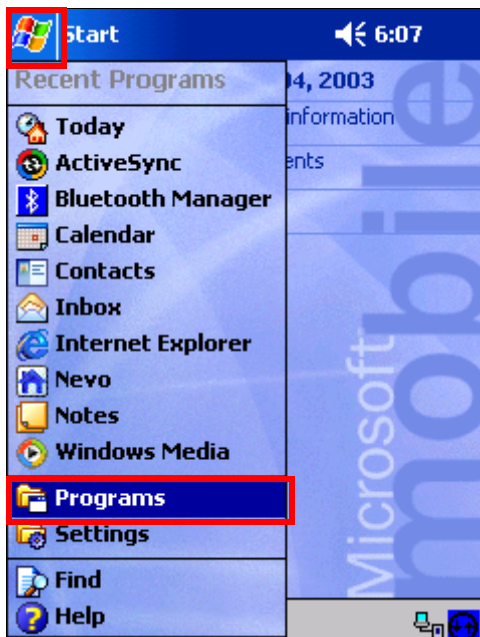 Start 6:07
Recent Programs
04, 2003
Today
information
ActiveSync
ents
Bluetooth Manager
Calendar
Contacts
Inbox
Internet Explorer
Nevo
Notes
Windows Media
Programs
Settings
Find
Help
Microsoft
mobile